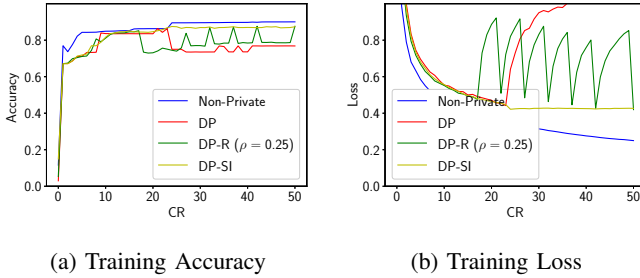 0.8
0.6
0.4
0.2
0.0
Accuracy
Non-Private
DP
DP-R (ρ = 0.25)
DP-SI
0 10 20 30 40 50
CR
(a) Training Accuracy
0.8
0.6
0.4
0.2
0.0
Loss
Non-Private
DP
DP-R (ρ = 0.25)
DP-SI
0 10 20 30 40 50
CR
(b) Training Loss